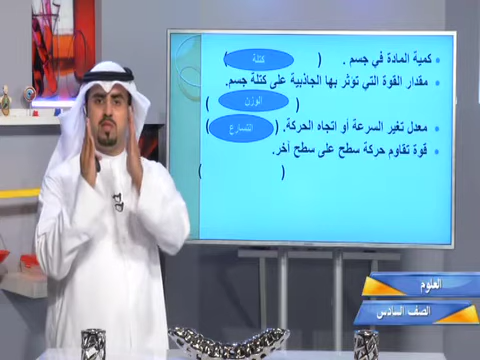 كمية المادة في جسم . ( كتلة )
مقدار القوة التي تؤثر بها الجاذبية على كتلة جسم.
( الوزن )
معدل تغير السرعة أو اتجاه الحركة. ( التسارع )
قوة تقاوم حركة سطح على سطح أخر.
( )
العلوم
الصف السادس